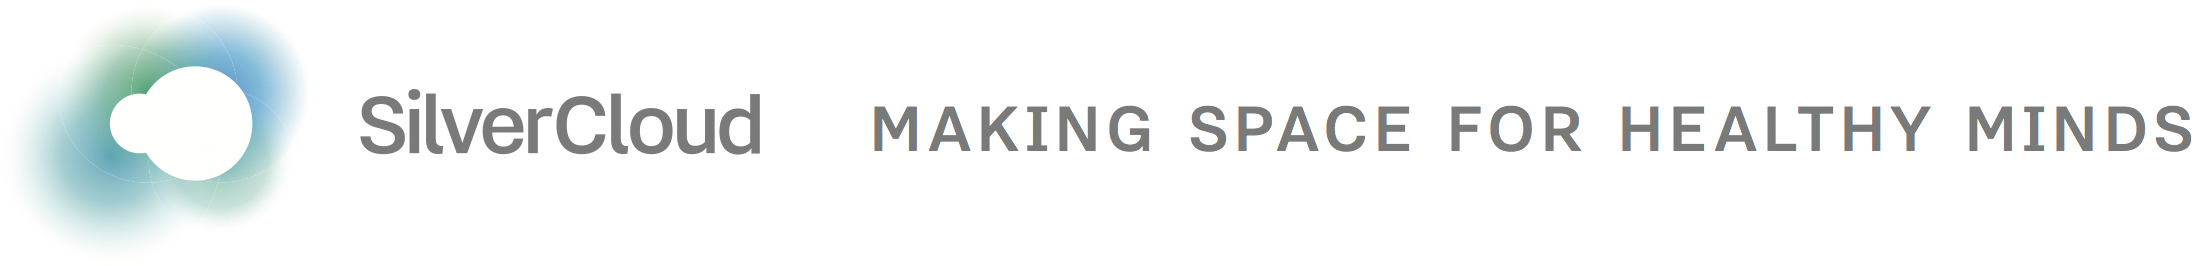 SilverCloud MAKING SPACE FOR HEALTHY MINDS